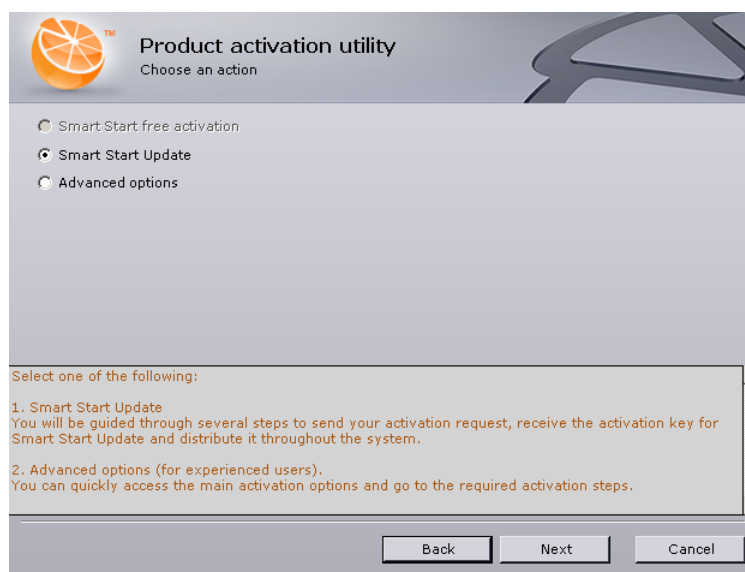 TM
Product activation utility
Choose an action
Smart Start free activation
Smart Start Update
Advanced options
Select one of the following:
1. Smart Start Update
You will be guided through several steps to send your activation request, receive the activation key for
Smart Start Update and distribute it throughout the system.
2. Advanced options (for experienced users).
You can quickly access the main activation options and go to the required activation steps.
Back
Next
Cancel